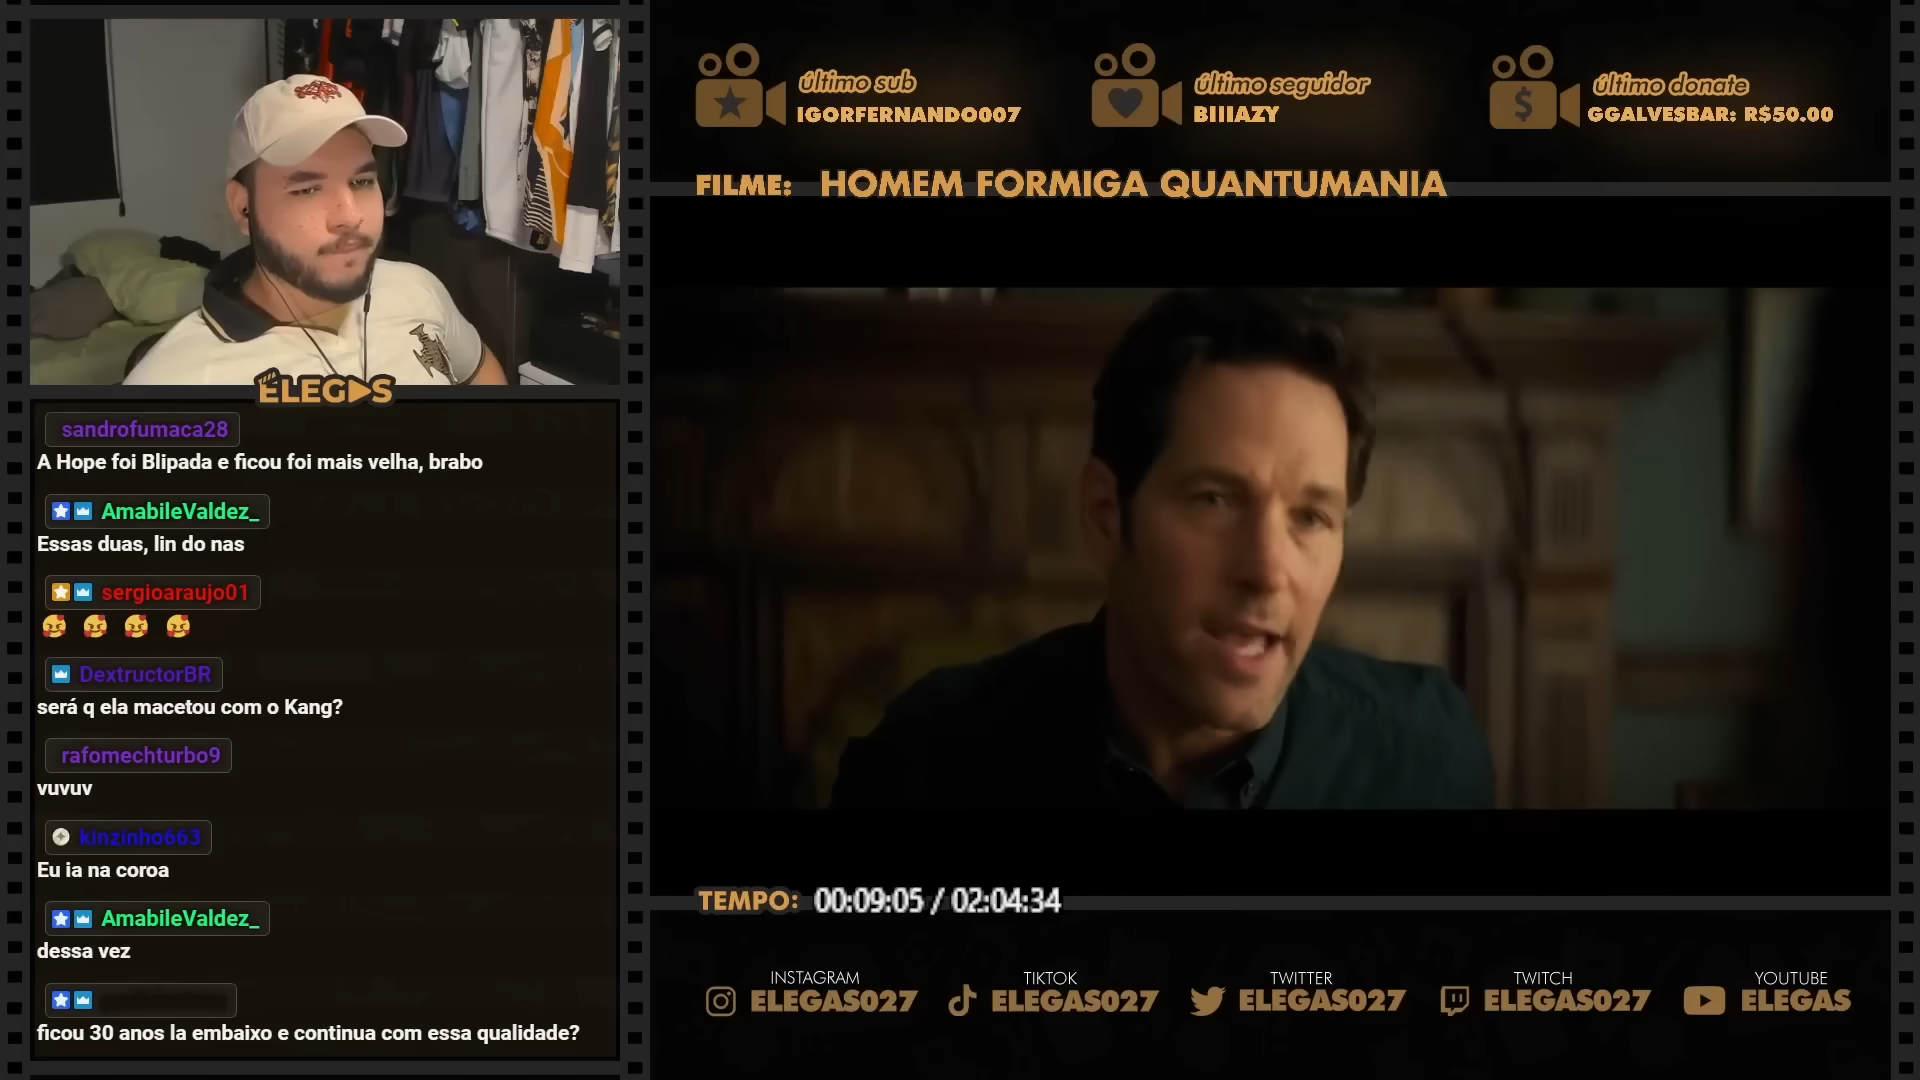 último sub
IGORFERNANDO007
último seguidor
BIIIAZY
último donate
GGALVESBAR: R$50.00
FILME: HOMEM FORMIGA QUANTUMANIA
ELEGAS
sandrofumaca28
A Hope foi Blipada e ficou foi mais velha, brabo
AmabileValdez_
Essas duas, lin do nas
sergioaraujo01
DextructorBR
será q ela macetou com o Kang?
rafomechturbo9
vuvuv
kinzinho663
Eu ia na coroa
AmabileValdez_
dessa vez
ficou 30 anos la embaixo e continua com essa qualidade?
TEMPO: 00:09:05 / 02:04:34
INSTAGRAM
ELEGAS027
TIKTOK
ELEGAS027
TWITTER
ELEGAS027
TWITCH
ELEGAS027
YOUTUBE
ELEGAS